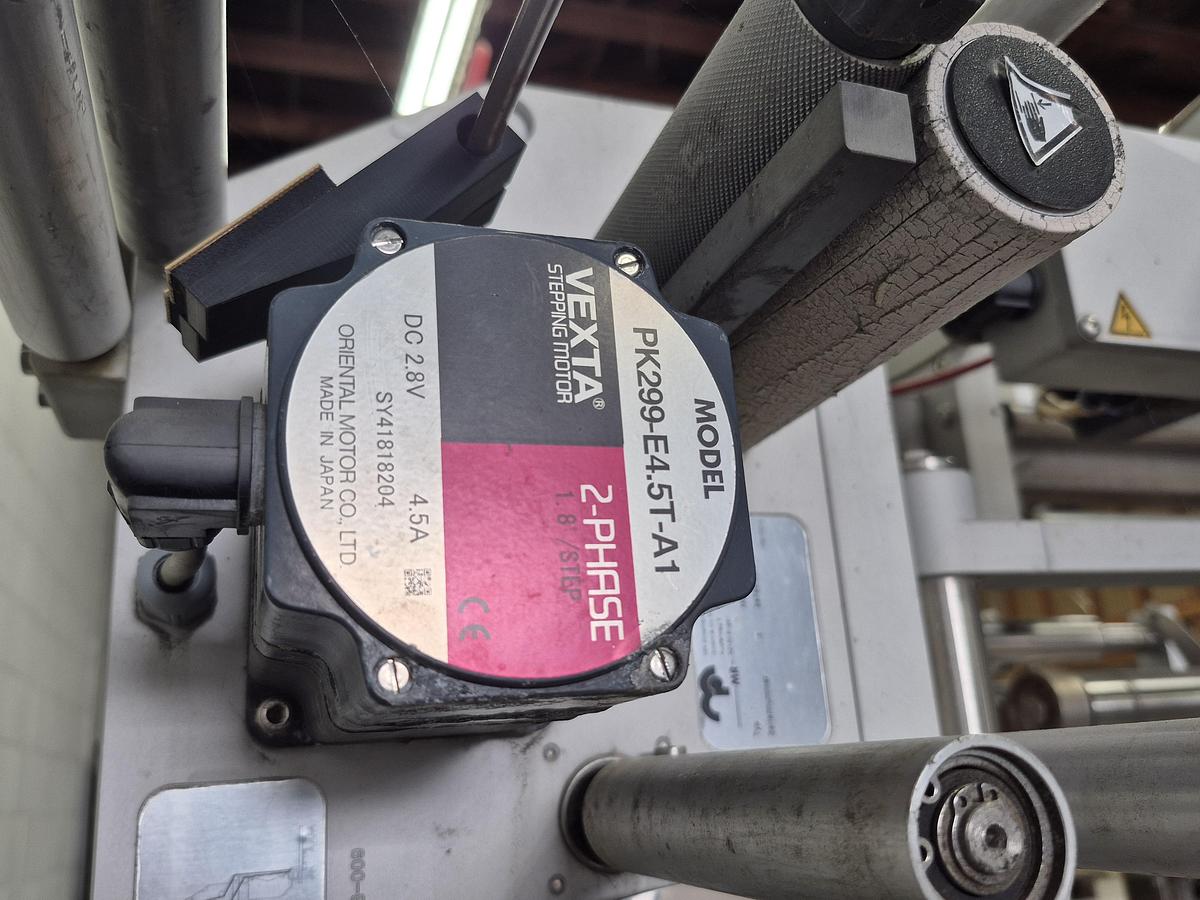 MODEL
PK299-E4.5T-A1
VEXTA®
STEPPING MOTOR
2-PHASE
1.8°/STEP
DC 2.8V 4.5A
SY41818204
ORIENTAL MOTOR CO., LTD.
MADE IN JAPAN
CE